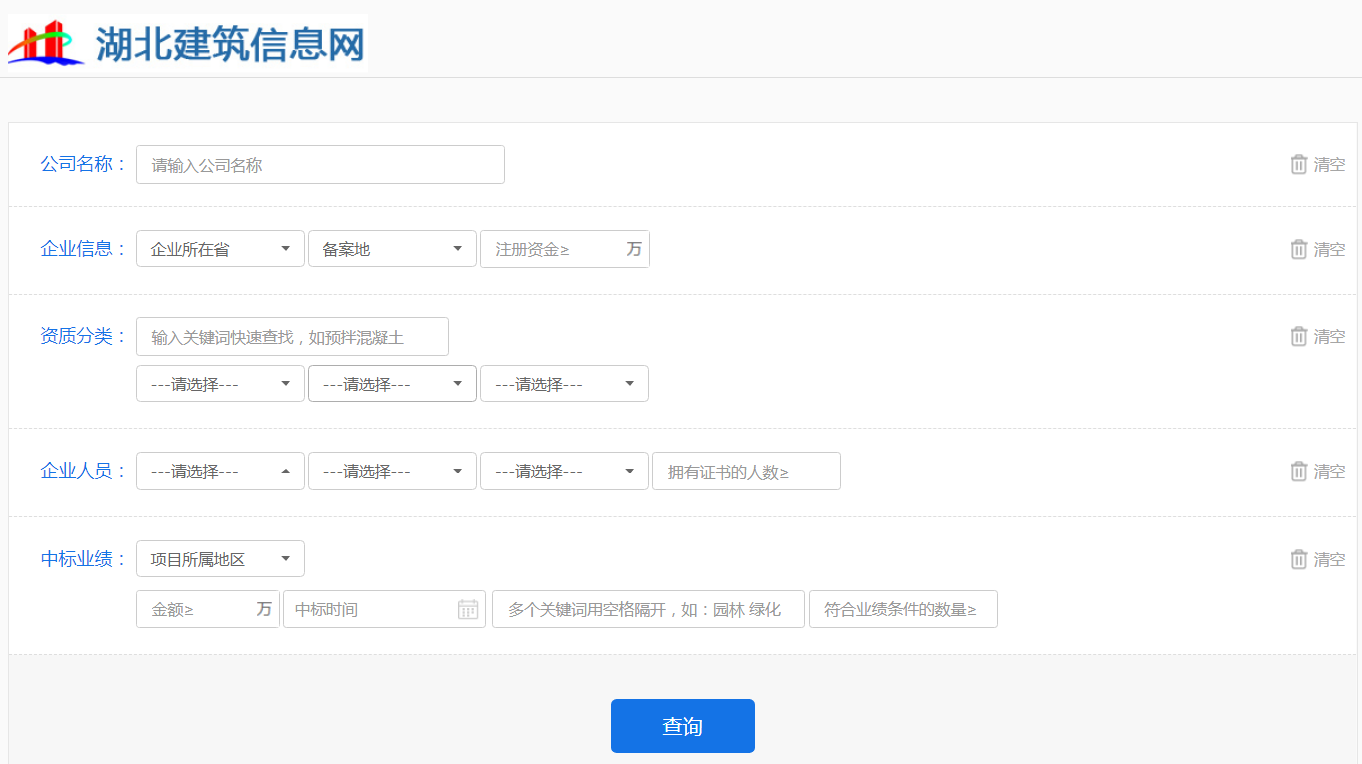 湖北建筑信息网
公司名称： 请输入公司名称 清空
企业信息： 企业所在省 备案地 注册资金≥ 万 清空
资质分类： 输入关键词快速查找，如预拌混凝土 清空
---请选择--- ---请选择--- ---请选择---
企业人员： ---请选择--- ---请选择--- ---请选择--- 拥有证书的人数≥ 清空
中标业绩： 项目所属地区 清空
金额≥ 万 中标时间 多个关键词用空格隔开，如：园林 绿化 符合业绩条件的数量≥
查询